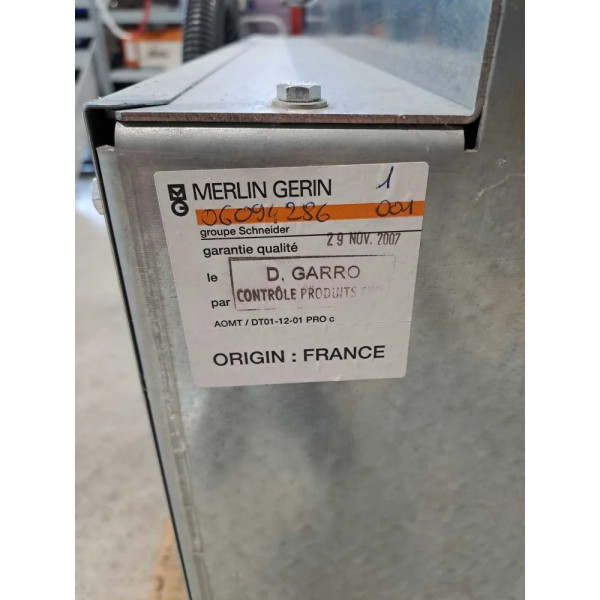 MG MERLIN GERIN 1
06094286 001
groupe Schneider
garantie qualité 29 NOV. 2007
le D. GARRO
par CONTRÔLE PRODUITS
AOMT / DT01-12-01 PRO c
ORIGIN : FRANCE